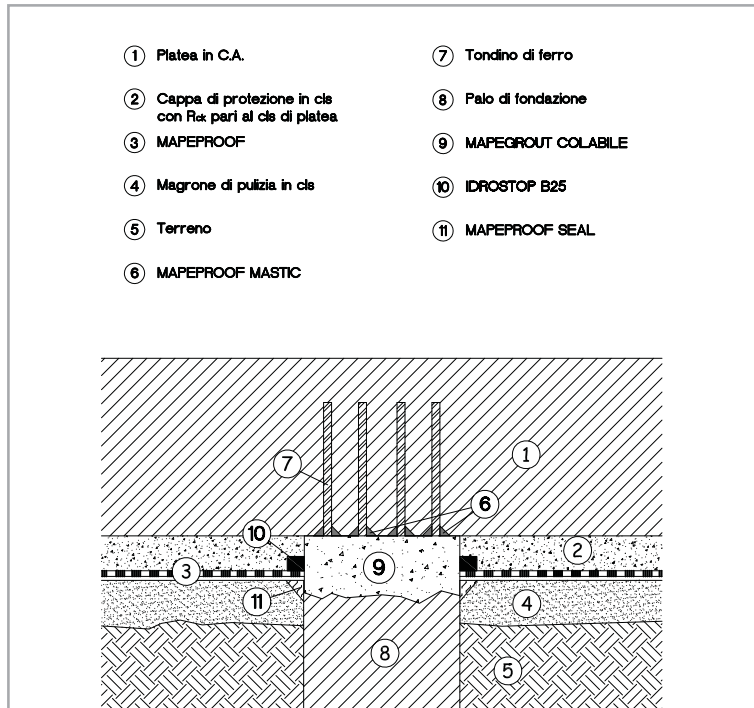 1 Platea in C.A.
2 Cappa di protezione in cls
con Rck pari al cls di platea
3 MAPEPROOF
4 Magrone di pulizia in cls
5 Terreno
6 MAPEPROOF MASTIC
7 Tondino di ferro
8 Palo di fondazione
9 MAPEGROUT COLABILE
10 IDROSTOP B25
11 MAPEPROOF SEAL
1
7
6
10
2
3
9
11
4
8
5